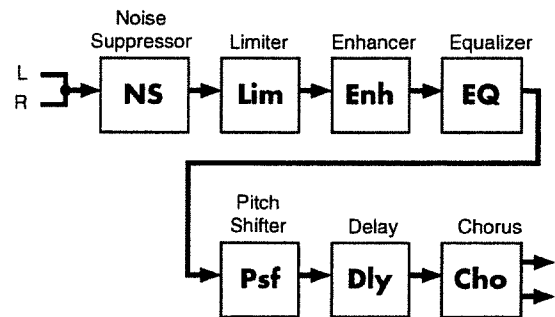 Noise
Suppressor
Limiter
Enhancer
Equalizer
L
R
NS
Lim
Enh
EQ
Pitch
Shifter
Delay
Chorus
Psf
Dly
Cho